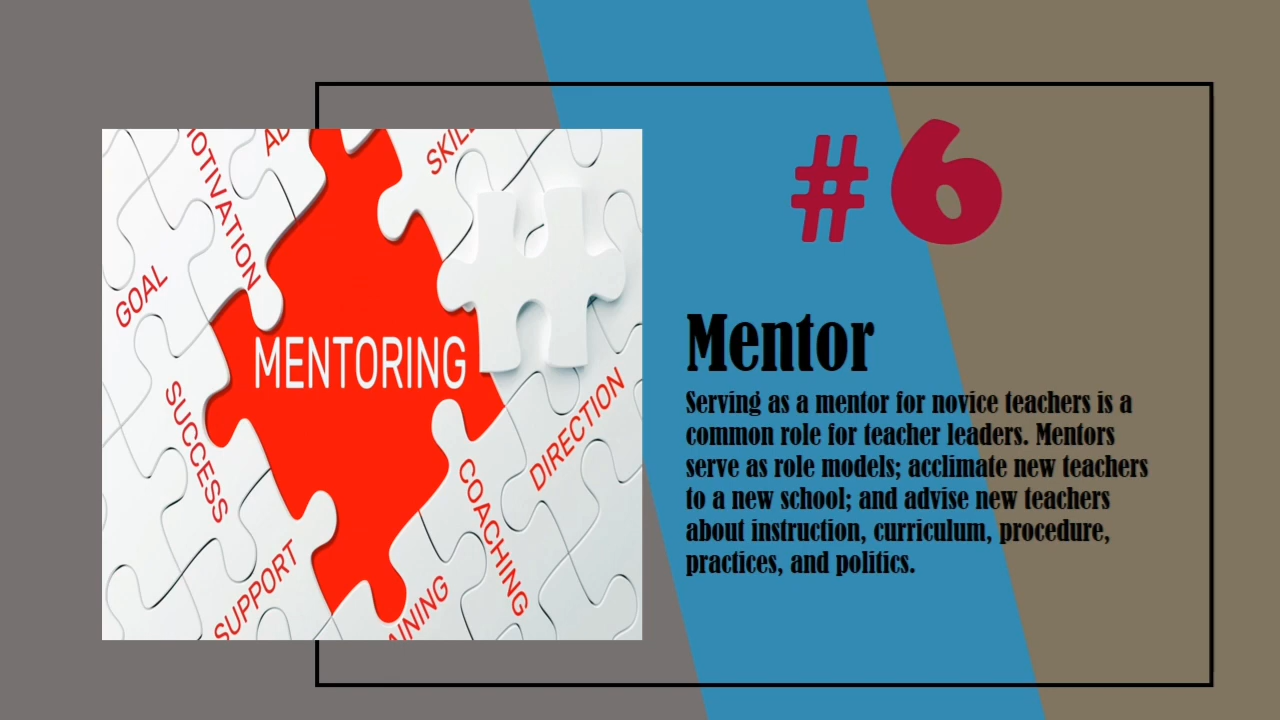 #6
Mentor
Serving as a mentor for novice teachers is a
common role for teacher leaders. Mentors
serve as role models; acclimate new teachers
to a new school; and advise new teachers
about instruction, curriculum, procedure,
practices, and politics.
OTIVATION
AD
SKIL
GOAL
MENTORING
SUCCESS
DIRECTION
COACHING
SUPPORT
AINING